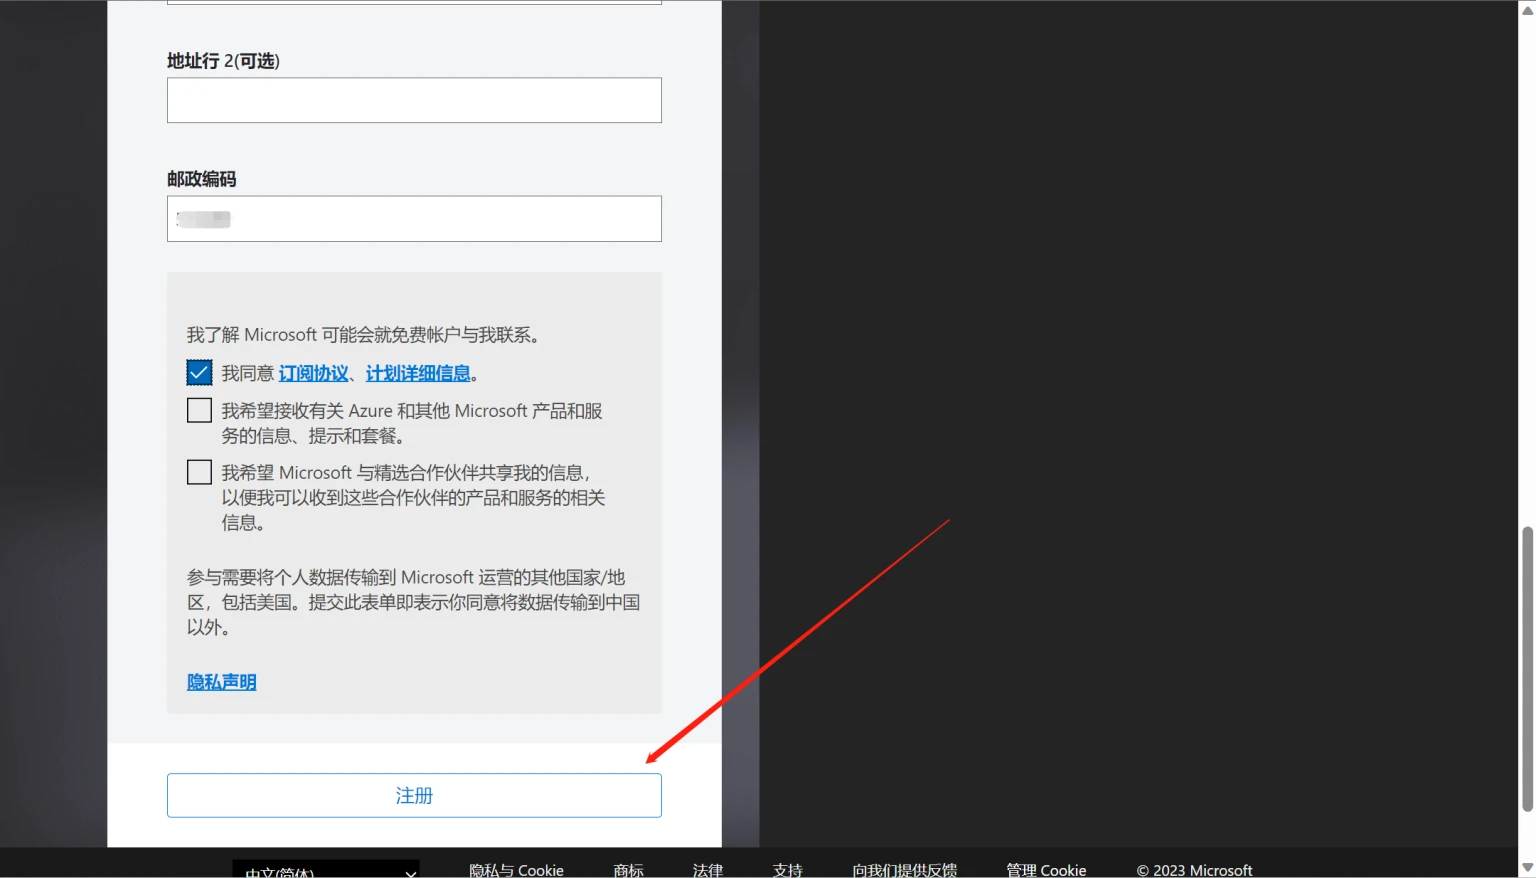 地址行 2(可选)
邮政编码
我了解 Microsoft 可能会就免费帐户与我联系。
我同意 订阅协议、计划详细信息。
我希望接收有关 Azure 和其他 Microsoft 产品和服
务的信息、提示和套餐。
我希望 Microsoft 与精选合作伙伴共享我的信息,
以便我可以收到这些合作伙伴的产品和服务的相关
信息。
参与需要将个人数据传输到 Microsoft 运营的其他国家/地
区，包括美国。提交此表单即表示你同意将数据传输到中国
以外。
隐私声明
注册
中文(简体) 隐私与 Cookie 商标 法律 支持 向我们提供反馈 管理 Cookie © 2023 Microsoft